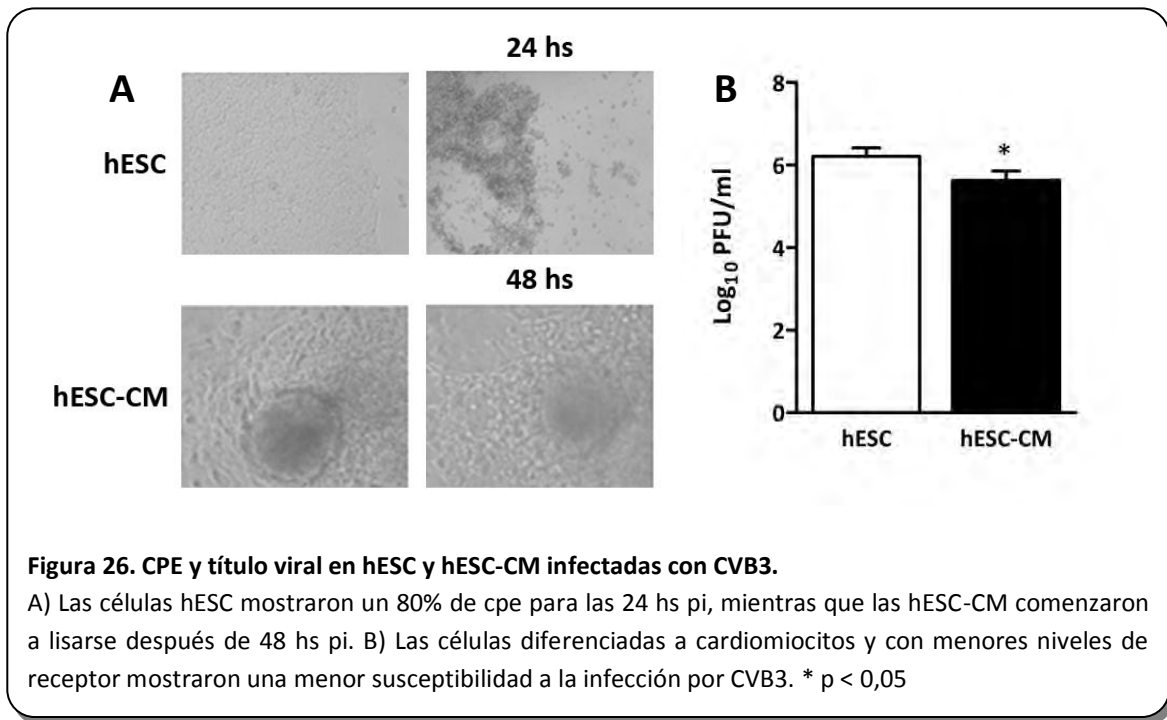 A
24 hs
hESC
48 hs
hESC-CM
B
Log10 PFU/ml
8
6
4
2
0
*
hESC
hESC-CM
Figura 26. CPE y título viral en hESC y hESC-CM infectadas con CVB3.
A) Las células hESC mostraron un 80% de cpe para las 24 hs pi, mientras que las hESC-CM comenzaron
a lisarse después de 48 hs pi. B) Las células diferenciadas a cardiomiocitos y con menores niveles de
receptor mostraron una menor susceptibilidad a la infección por CVB3. * p < 0,05